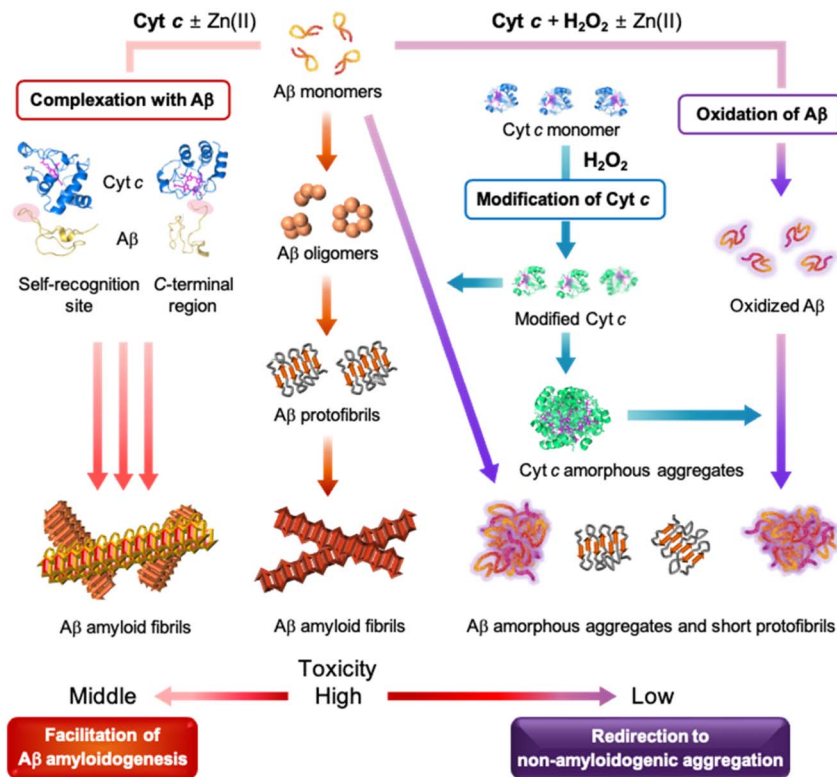 Cyt c ± Zn(II)
Cyt c + H₂O₂ ± Zn(II)
Complexation with Aβ
Aβ monomers
Cyt c monomer
Oxidation of Aβ
H₂O₂
Cyt c
Modification of Cyt c
Aβ
Aβ oligomers
Self-recognition
site
C-terminal
region
Modified Cyt c
Oxidized Aβ
Aβ protofibrils
Cyt c amorphous aggregates
Aβ amyloid fibrils
Aβ amyloid fibrils
Aβ amorphous aggregates and short protofibrils
Toxicity
Middle
High
Low
Facilitation of
Aβ amyloidogenesis
Redirection to
non-amyloidogenic aggregation